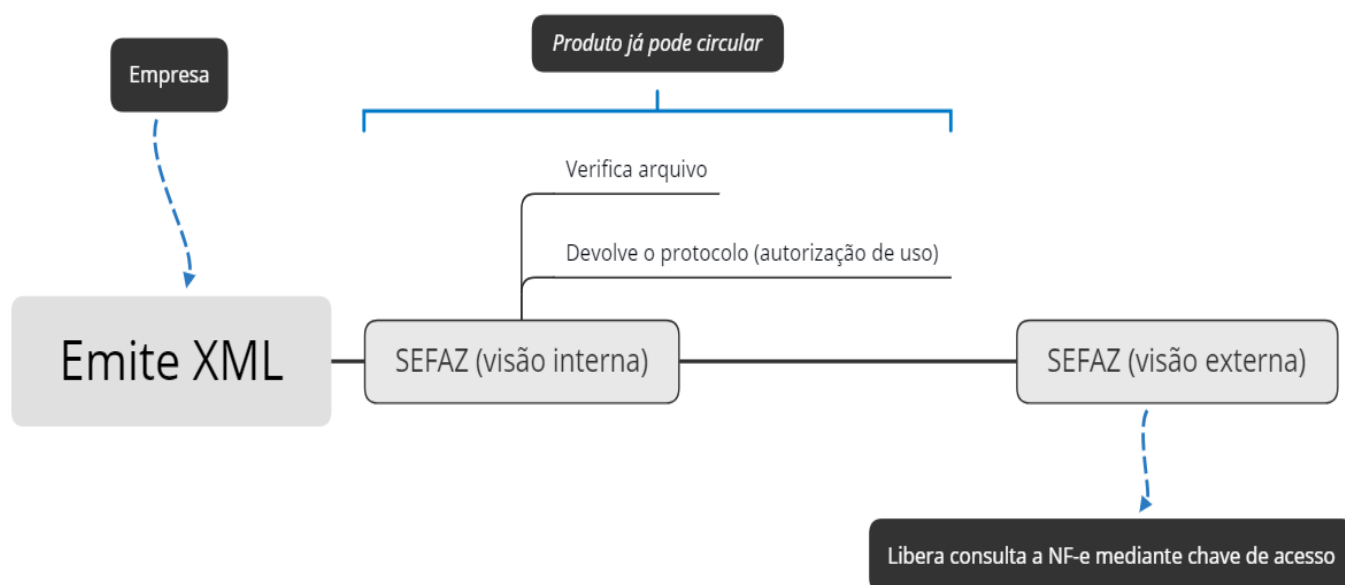 Produto já pode circular
Empresa
Verifica arquivo
Devolve o protocolo (autorização de uso)
Emite XML
SEFAZ (visão interna)
SEFAZ (visão externa)
Libera consulta a NF-e mediante chave de acesso